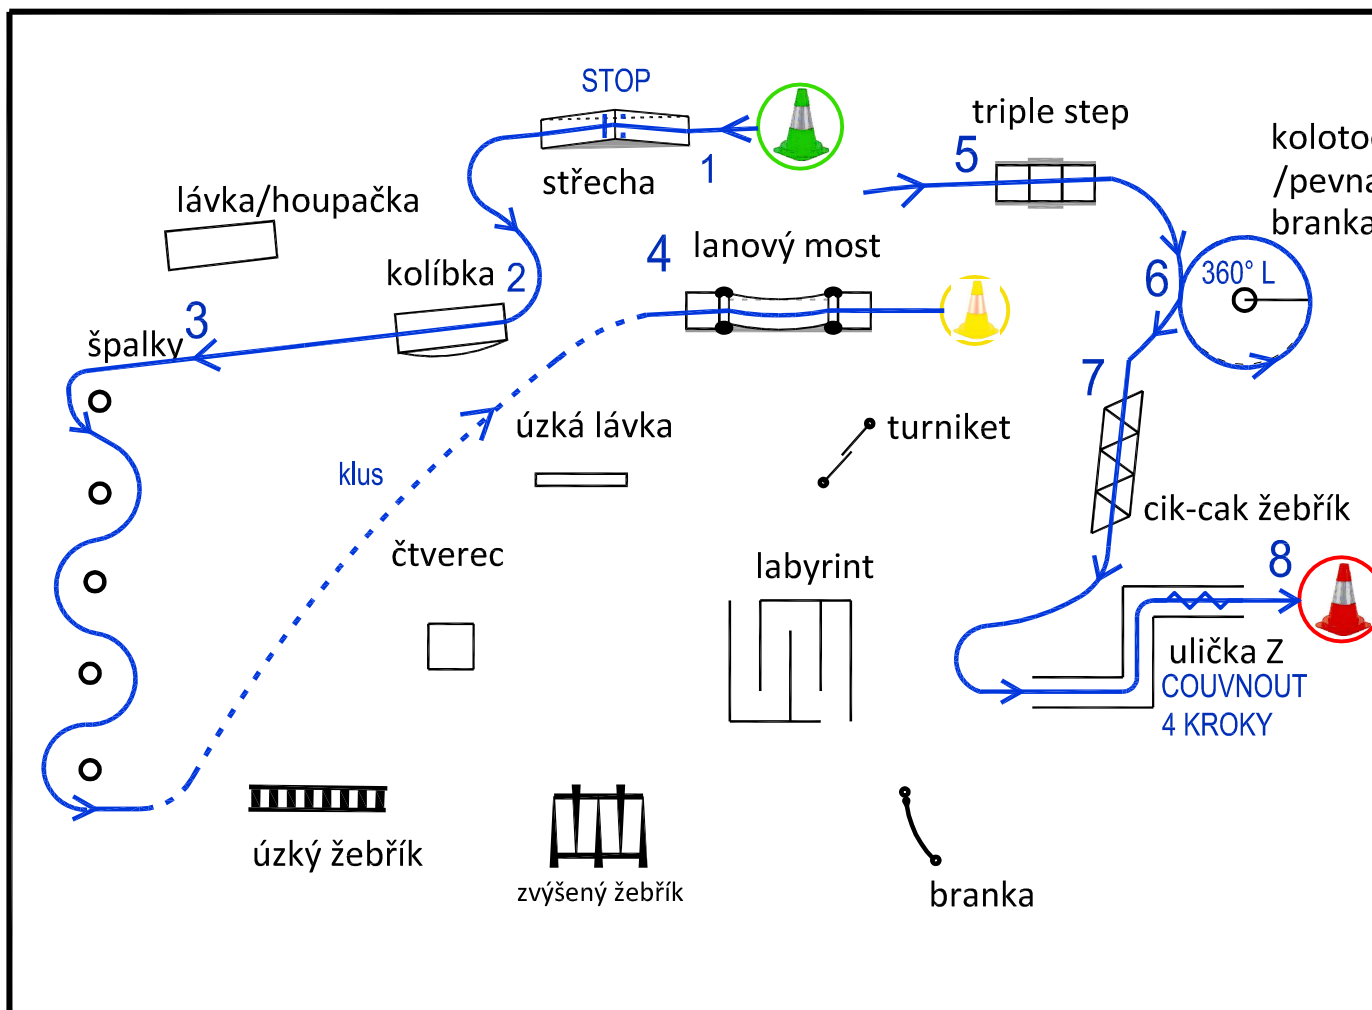 STOP
triple step
5
1
střecha
kolotoč
/pevná
branka
lávka/houpačka
kolíbka
2
4
lanový most
6
360° L
3
špalky
7
úzká lávka
turniket
klus
čtverec
labyrint
cik-cak žebřík
8
ulička Z
COUVNOUT
4 KROKY
úzký žebřík
zvýšený žebřík
branka